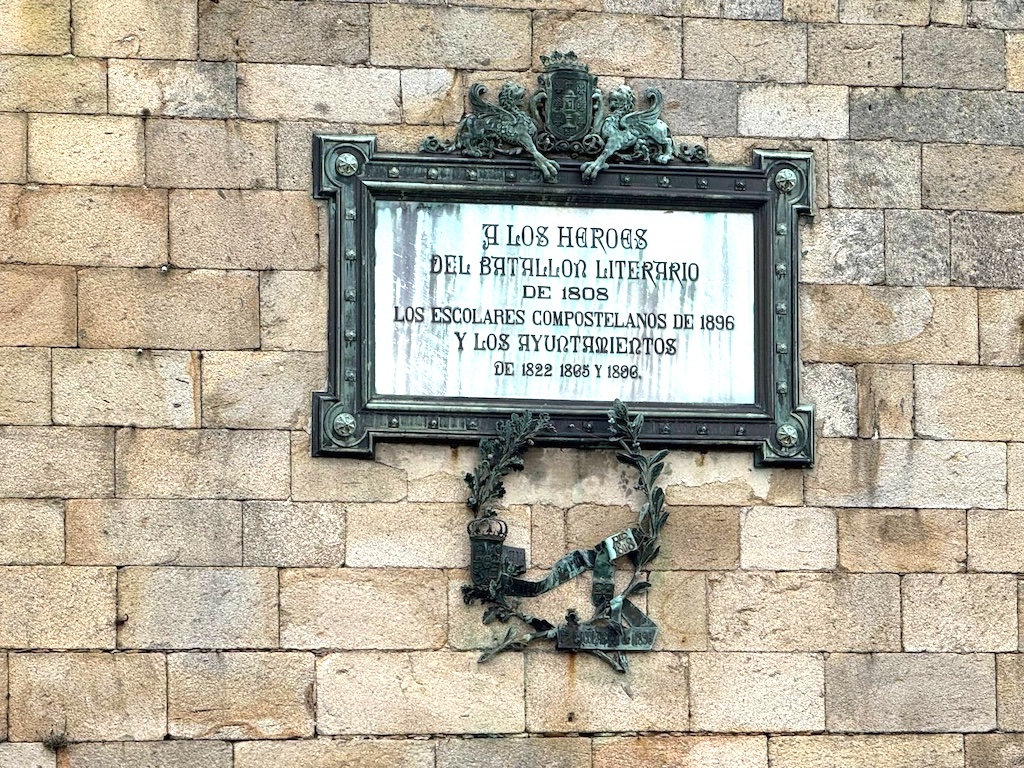 A LOS HEROES
DEL BATALLON LITERARIO
DE 1808
LOS ESCOLARES COMPOSTELANOS DE 1896
Y LOS AYUNTAMIENTOS
DE 1822 1865 Y 1896.